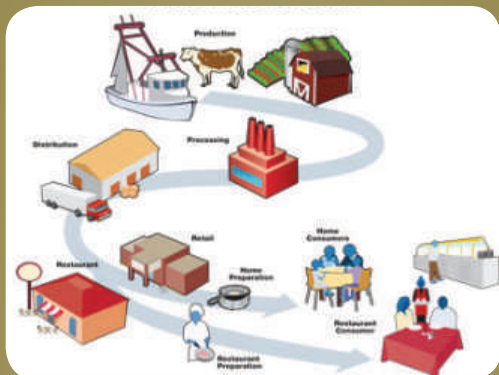 Production
Processing
Distribution
Retail
Home
Consumers
Restaurant
Home
Preparation
Restaurant
Consumer
Restaurant
Preparation